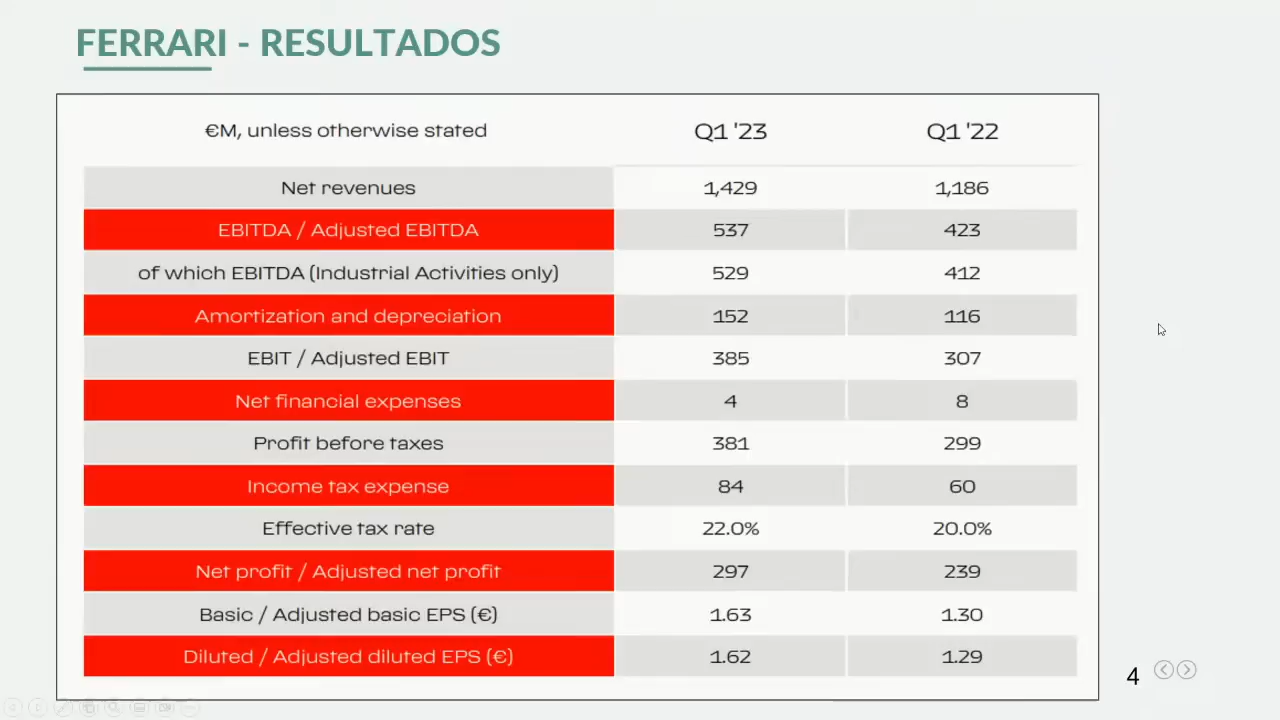 FERRARI - RESULTADOS
€M, unless otherwise stated Q1 '23 Q1 '22
Net revenues 1,429 1,186
EBITDA / Adjusted EBITDA 537 423
of which EBITDA (Industrial Activities only) 529 412
Amortization and depreciation 152 116
EBIT / Adjusted EBIT 385 307
Net financial expenses 4 8
Profit before taxes 381 299
Income tax expense 84 60
Effective tax rate 22.0% 20.0%
Net profit / Adjusted net profit 297 239
Basic / Adjusted basic EPS (€) 1.63 1.30
Diluted / Adjusted diluted EPS (€) 1.62 1.29
4